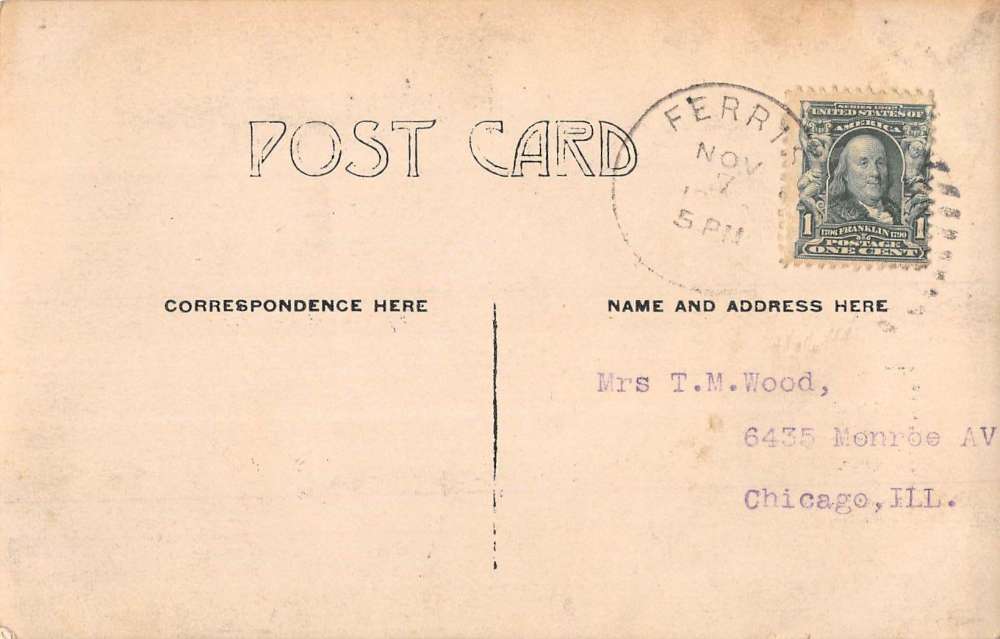 POST CARD
NOV
7
5 PM
SERIES 1902
UNITED STATES OF
AMERICA
1 1706 FRANKLIN 1790 1
POSTAGE
ONE CENT
CORRESPONDENCE HERE
NAME AND ADDRESS HERE
Mrs T.M.Wood,
6435 Monroe AV
Chicago,ILL.